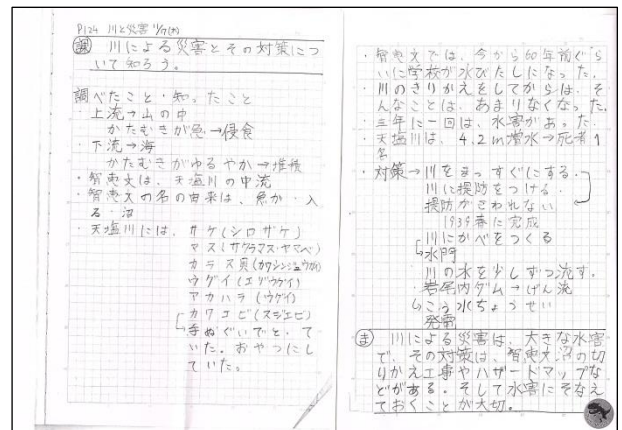 P124 川と災害 11/7(木)
調 川による災害とその対策につ
いて知ろう。
調べたこと・知ったこと
・上流→山の中
かたむきが急→侵食
・下流→海
かたむきがゆるやか→堆積
・智恵文は、天塩川の中流
・智恵文の名の由来は、魚が・入
る・沼
・天塩川には、サケ(シロザケ)
マス(サクラマス・ヤマベ)
カラス貝(カワシンジュウガイ)
ウグイ(エゾウグイ)
アカハラ(ウグイ)
カワエビ(スジエビ)
手ぬぐいでとって
いた。おやつにし
ていた。
・智恵文では、今から60年前ぐら
いに学校が水びたしになった。
・川のきりかえをしてからは、そ
んなことは、あまりなくなった。
・三年に一回は、水害があった。
・天塩川は、4.2m増水→死者1
名
・対策→川をまっすぐにする。
川に提防をつける。
提防がさわれない
1939春に完成
川にかべをつくる
水門
川の水を少しずつ流す。
岩尾内ダム→げん流
こう水ちょうせい
発電
ま 川による災害は、大きな水害
で、その対策は、智恵文沼の切
りかえ工事やハザードマップな
どがある。そして水害にそなえ
ておくことが大切。